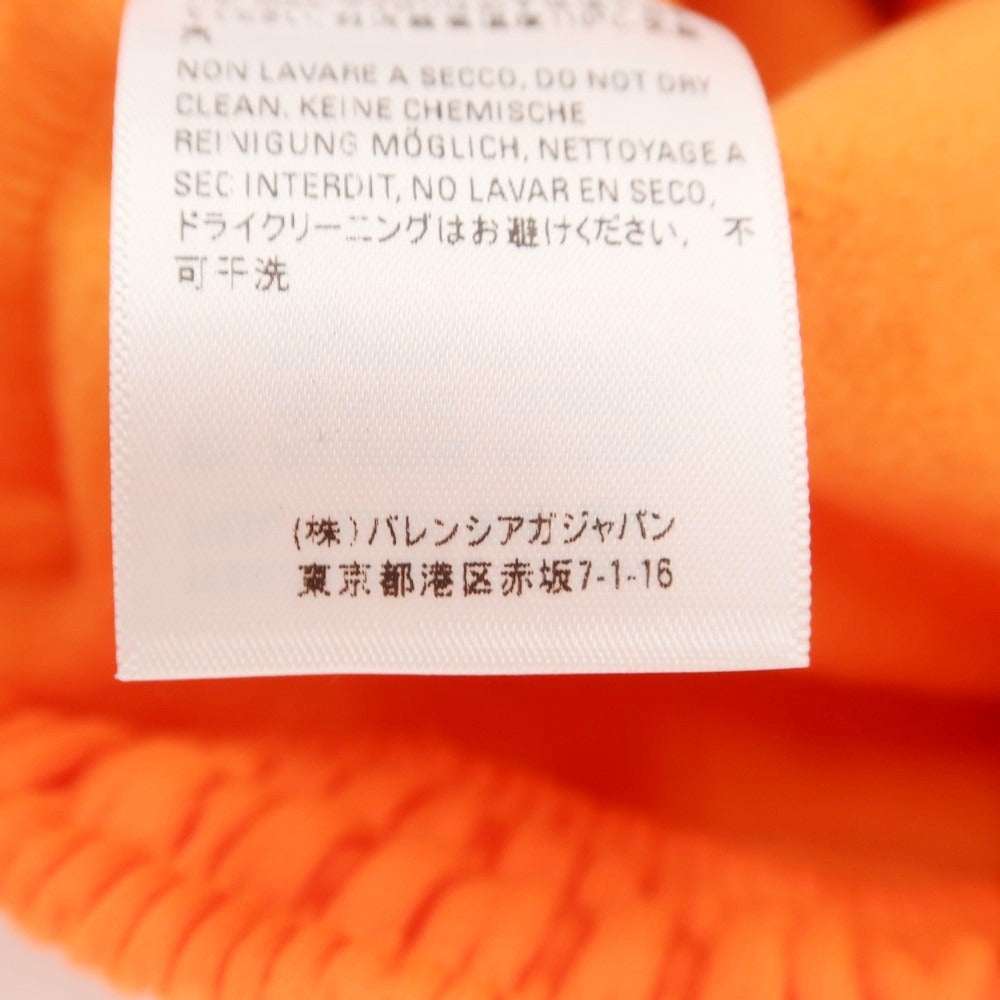 NON LAVARE A SECCO, DO NOT DRY
CLEAN. KEINE CHEMISCHE
REINIGUNG MÖGLICH, NETTOYAGE A
SEC INTERDIT, NO LAVAR EN SECO,
ドライクリーニングはお避けください, 不
可干洗
(株)バレンシアガジャパン
東京都港区赤坂7-1-16